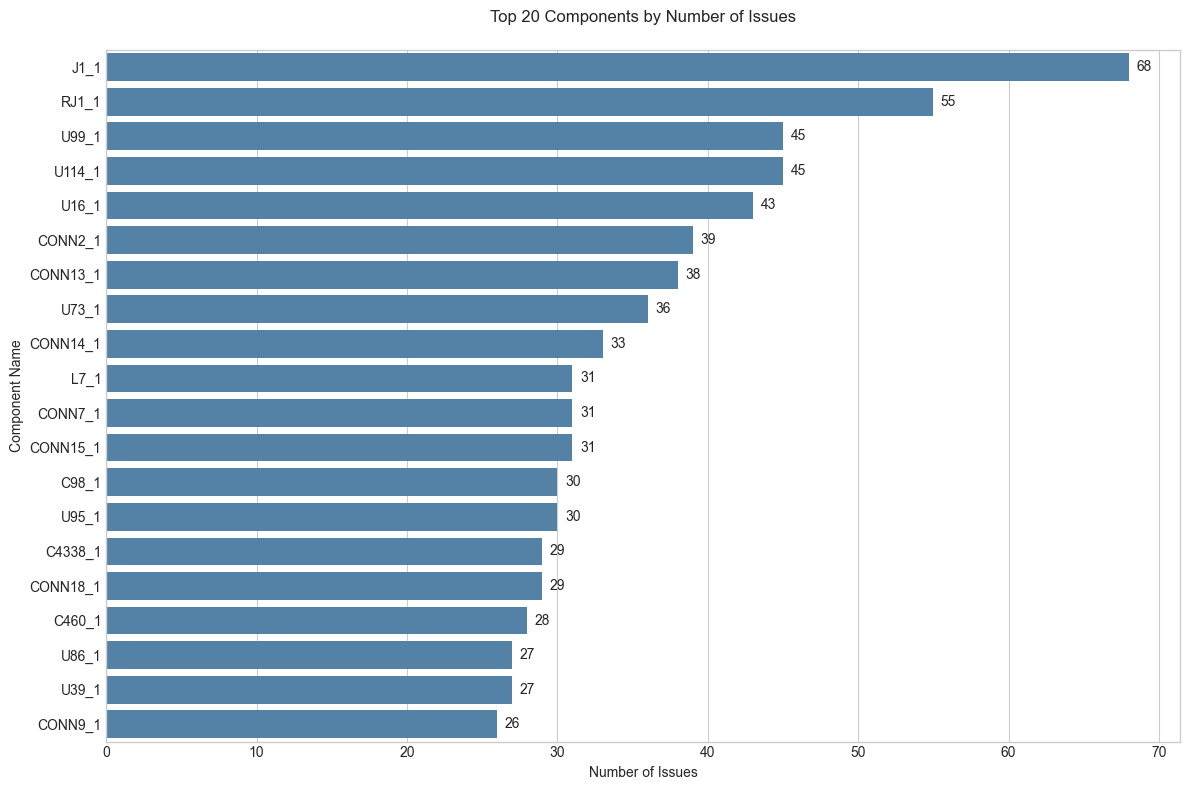 Top 20 Components by Number of Issues
Component Name
J1_1 68
RJ1_1 55
U99_1 45
U114_1 45
U16_1 43
CONN2_1 39
CONN13_1 38
U73_1 36
CONN14_1 33
L7_1 31
CONN7_1 31
CONN15_1 31
C98_1 30
U95_1 30
C4338_1 29
CONN18_1 29
C460_1 28
U86_1 27
U39_1 27
CONN9_1 26
0 10 20 30 40 50 60 70
Number of Issues